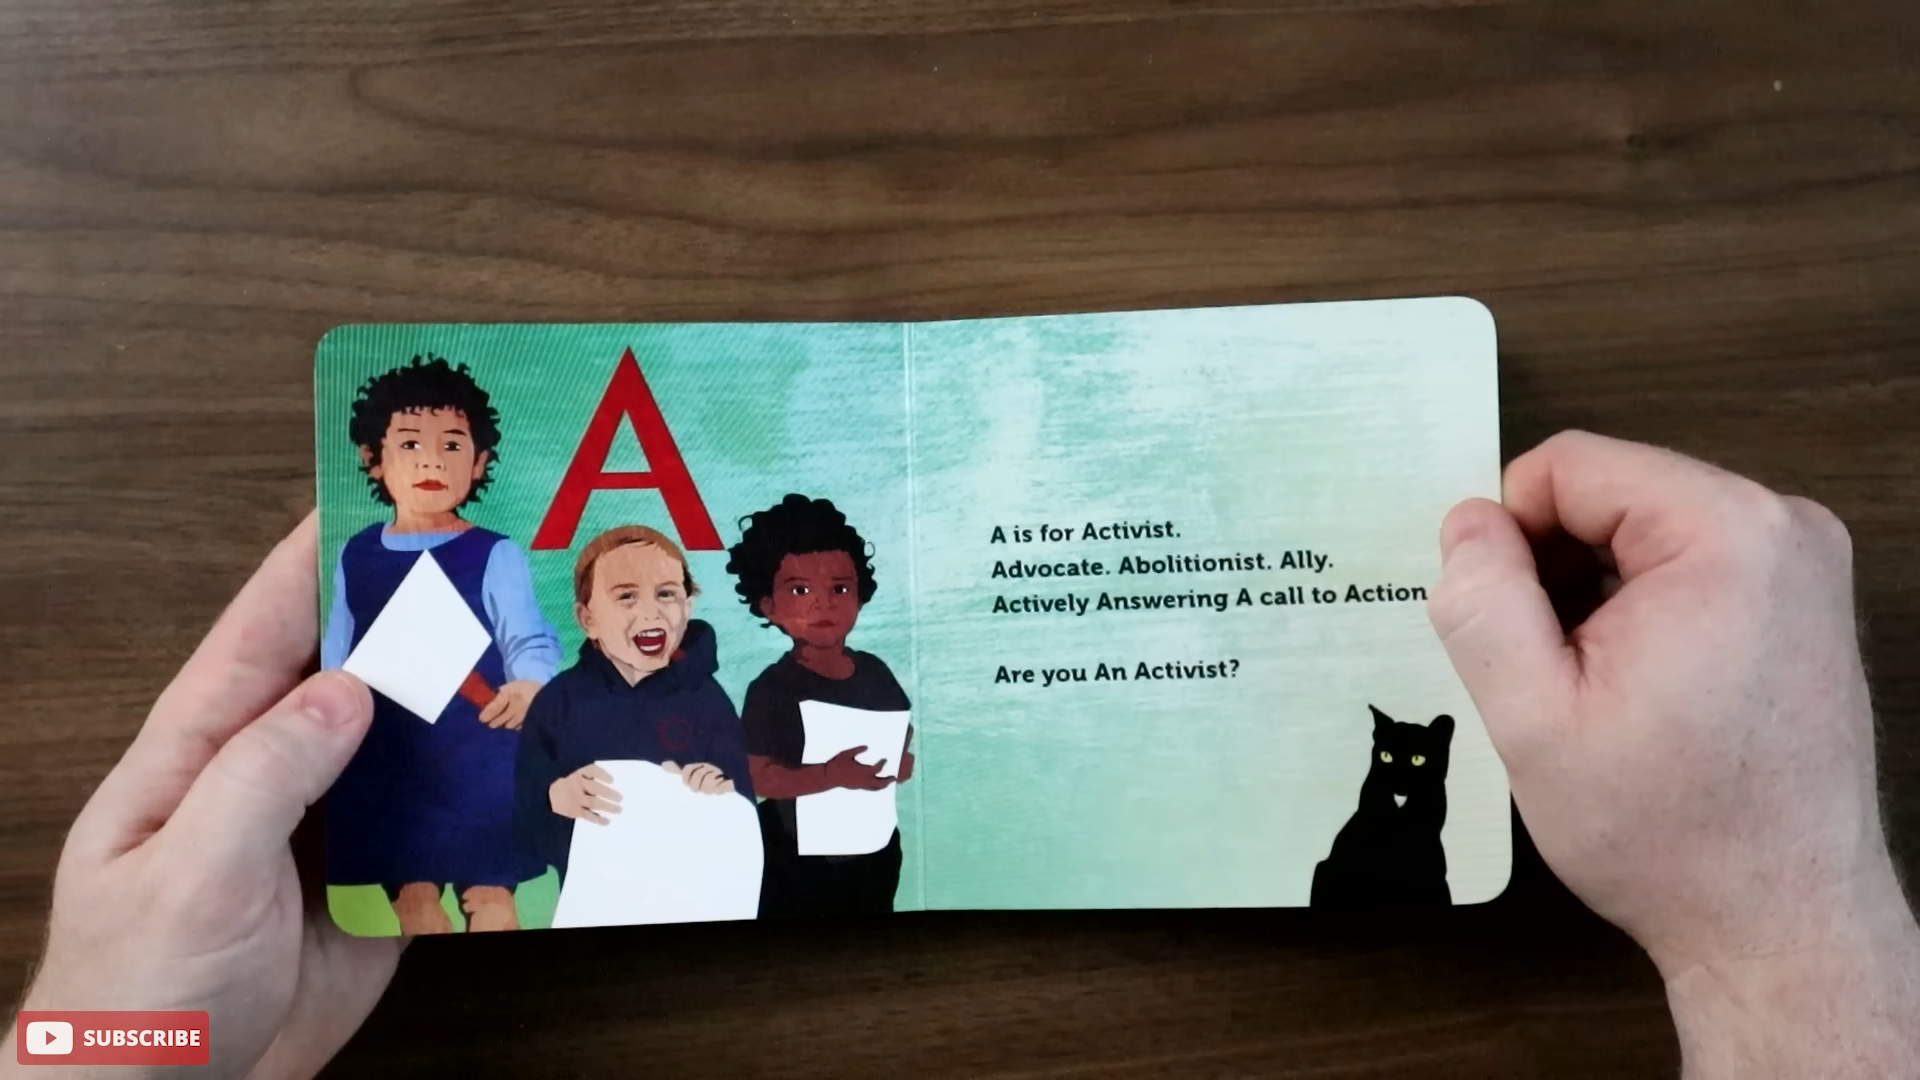 A
A is for Activist.
Advocate. Abolitionist. Ally.
Actively Answering A call to Action
Are you An Activist?
SUBSCRIBE